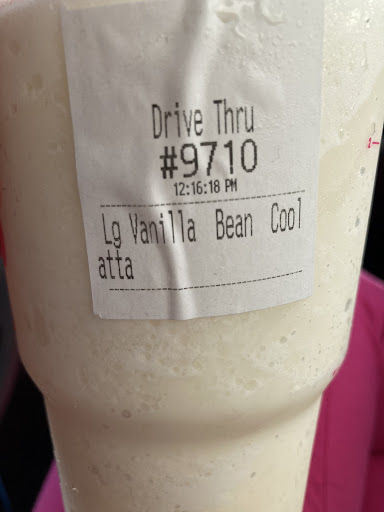 Drive Thru
#9710
12:16:18 PM
Lg Vanilla Bean Cool
atta